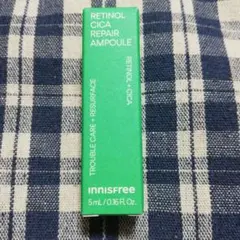 RETINOL
CICA
REPAIR
AMPOULE
RETINOL + CICA
TROUBLE CARE + RESURFACE
innisfree
5 mL / 0.16 Fl. Oz.